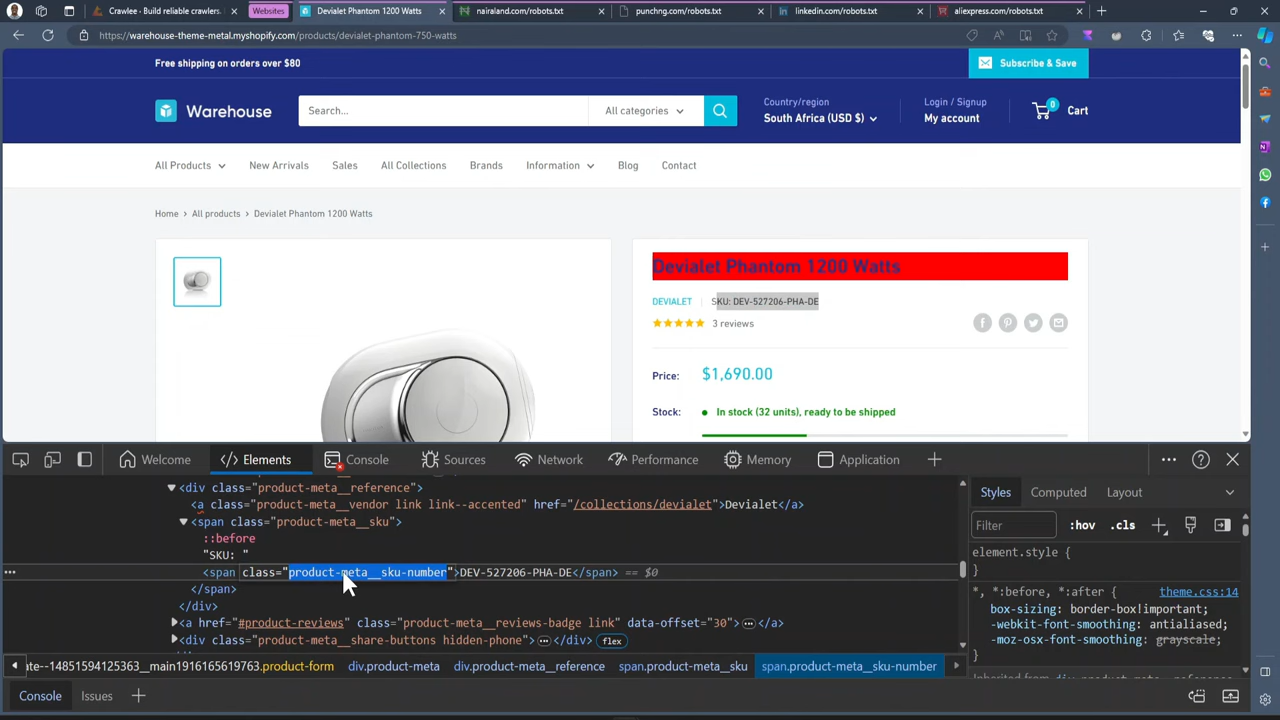 Crawlee - Build reliable crawlers.
Websites
Devialet Phantom 1200 Watts
nairaland.com/robots.txt
punchng.com/robots.txt
linkedin.com/robots.txt
aliexpress.com/robots.txt
https://warehouse-theme-metal.myshopify.com/products/devialet-phantom-750-watts
Free shipping on orders over $80
Subscribe & Save
Warehouse
Search...
All categories
Country/region
South Africa (USD $)
Login / Signup
My account
0
Cart
All Products
New Arrivals
Sales
All Collections
Brands
Information
Blog
Contact
Home > All products > Devialet Phantom 1200 Watts
Devialet Phantom 1200 Watts
DEVIALET | SKU: DEV-527206-PHA-DE
3 reviews
Price: $1,690.00
Stock: In stock (32 units), ready to be shipped
Welcome
</> Elements
Console
Sources
Network
Performance
Memory
Application
<div class="product-meta__reference">
<a class="product-meta__vendor link link--accented" href="/collections/devialet">Devialet</a>
<span class="product-meta__sku">
::before
"SKU: "
<span class="product-meta__sku-number">DEV-527206-PHA-DE</span> == $0
</span>
</div>
<a href="#product-reviews" class="product-meta__reviews-badge link" data-offset="30">…</a>
<div class="product-meta__share-buttons hidden-phone">…</div> flex
ate--14851594125363__main1916165619763.product-form
div.product-meta
div.product-meta__reference
span.product-meta__sku
span.product-meta__sku-number
Styles
Computed
Layout
Filter
:hov
.cls
element.style {
}
*, *:before, *:after { theme.css:14
box-sizing: border-box!important;
-webkit-font-smoothing: antialiased;
-moz-osx-font-smoothing: grayscale;
}
Console
Issues